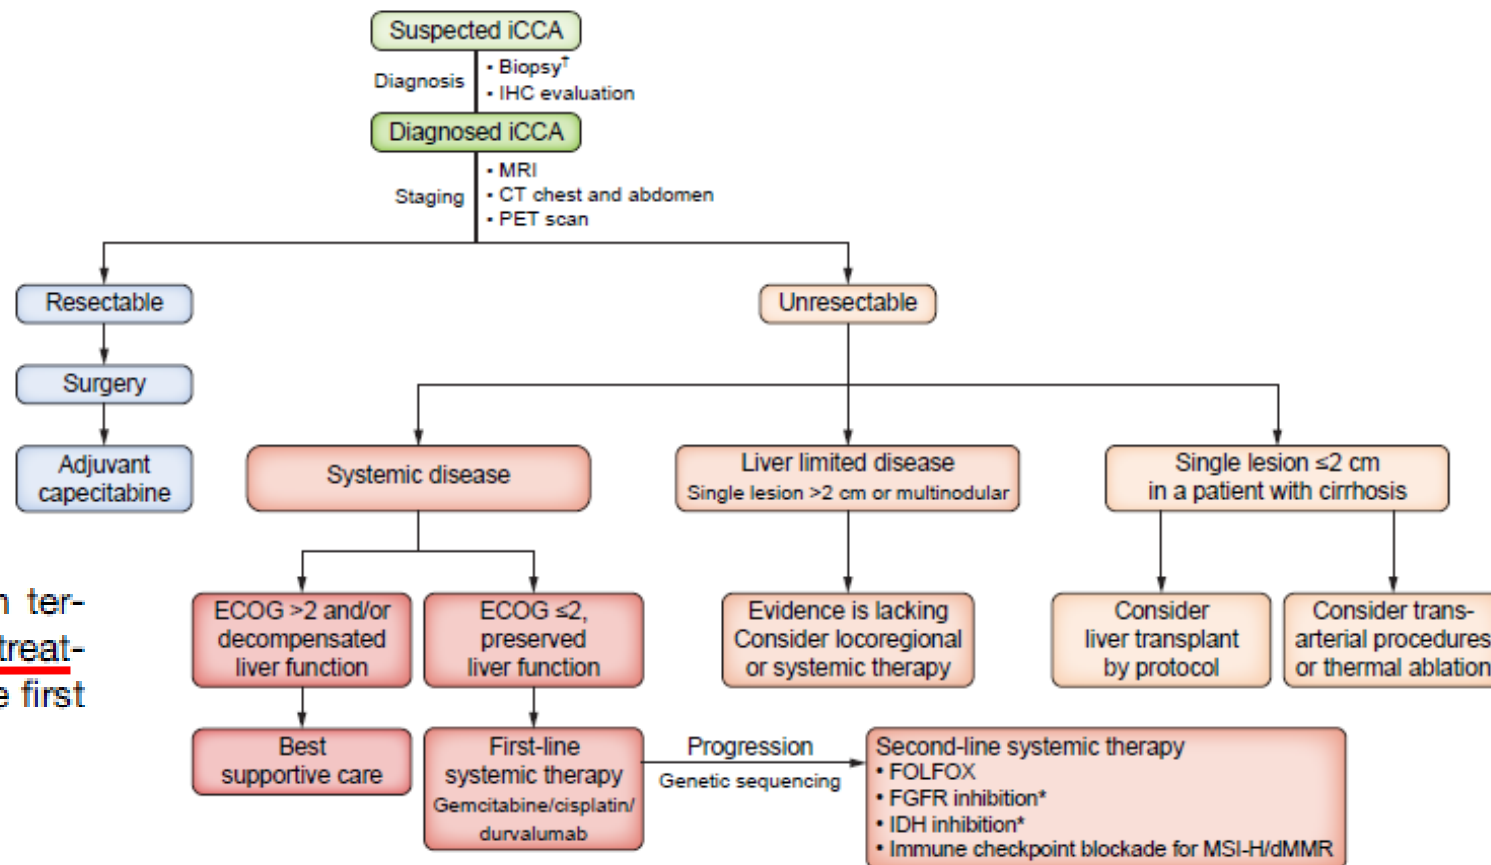 Suspected iCCA
Diagnosis
• Biopsy†
• IHC evaluation
Diagnosed iCCA
Staging
• MRI
• CT chest and abdomen
• PET scan
Resectable
Unresectable
Surgery
Adjuvant
capecitabine
Systemic disease
Liver limited disease
Single lesion >2 cm or multinodular
Single lesion ≤2 cm
in a patient with cirrhosis
n ter-
treat-
e first
ECOG >2 and/or
decompensated
liver function
ECOG ≤2,
preserved
liver function
Evidence is lacking
Consider locoregional
or systemic therapy
Consider
liver transplant
by protocol
Consider trans-
arterial procedures
or thermal ablation
Best
supportive care
First-line
systemic therapy
Gemcitabine/cisplatin/
durvalumab
Progression
Genetic sequencing
Second-line systemic therapy
• FOLFOX
• FGFR inhibition*
• IDH inhibition*
• Immune checkpoint blockade for MSI-H/dMMR